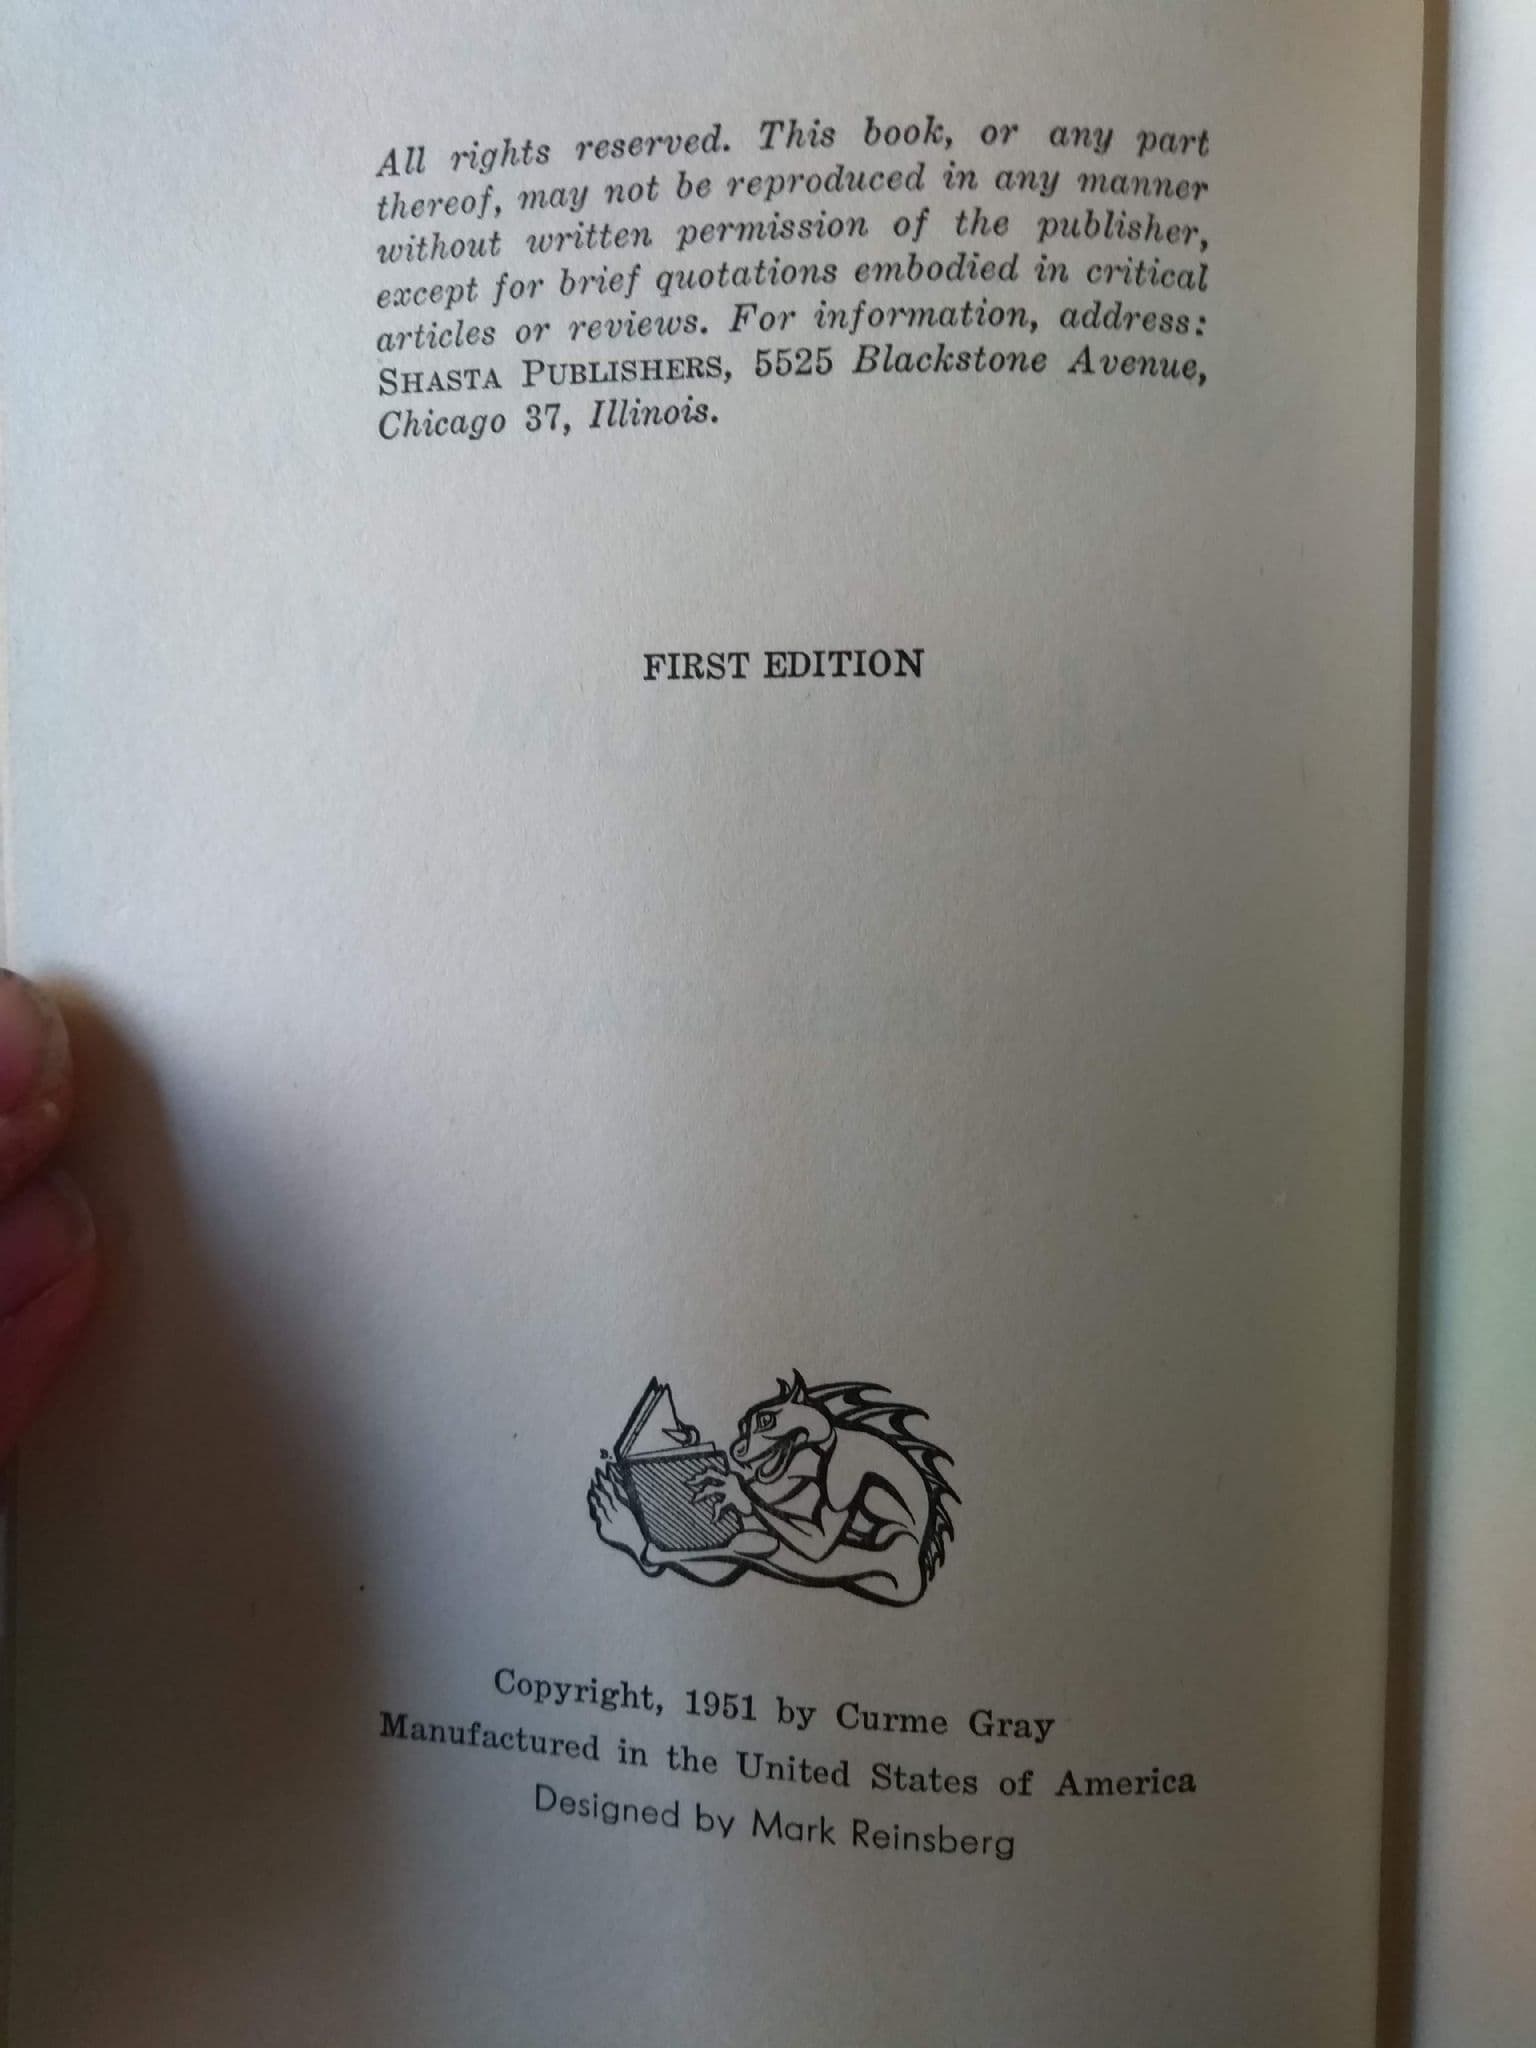 All rights reserved. This book, or any part
thereof, may not be reproduced in any manner
without written permission of the publisher,
except for brief quotations embodied in critical
articles or reviews. For information, address:
SHASTA PUBLISHERS, 5525 Blackstone Avenue,
Chicago 37, Illinois.
FIRST EDITION
B.
Copyright, 1951 by Curme Gray
Manufactured in the United States of America
Designed by Mark Reinsberg